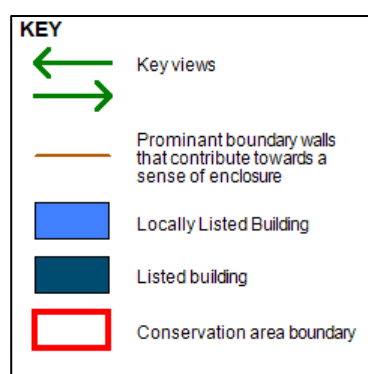 KEY
Key views
Prominant boundary walls
that contribute towards a
sense of enclosure
Locally Listed Building
Listed building
Conservation area boundary